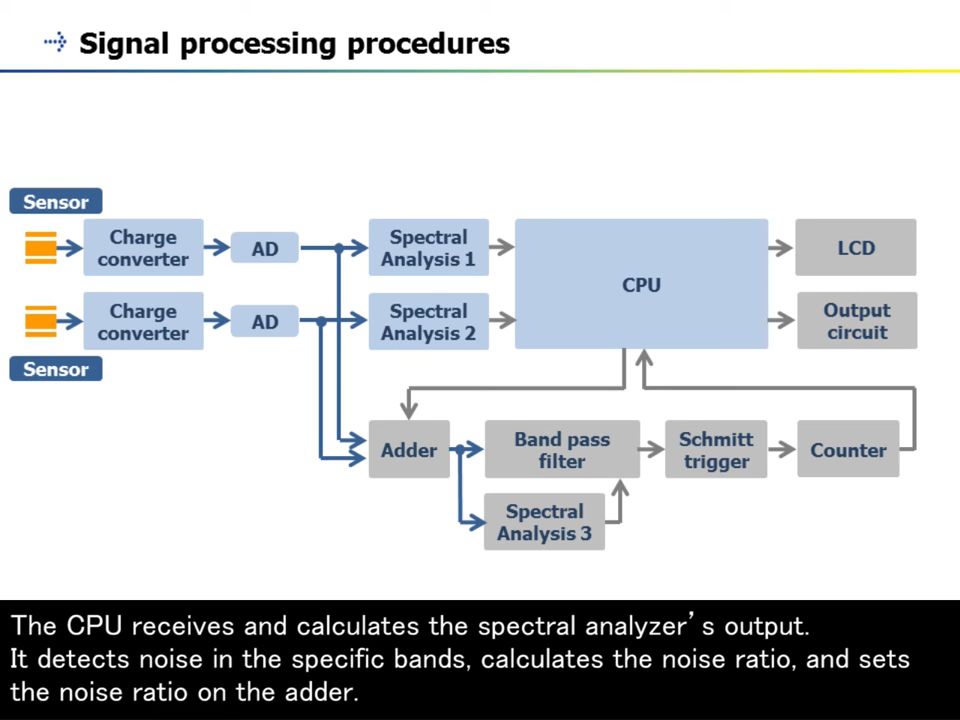 Signal processing procedures
Sensor
Charge
converter
AD
Spectral
Analysis 1
CPU
LCD
Charge
converter
AD
Spectral
Analysis 2
Output
circuit
Sensor
Adder
Band pass
filter
Schmitt
trigger
Counter
Spectral
Analysis 3
The CPU receives and calculates the spectral analyzer’s output.
It detects noise in the specific bands, calculates the noise ratio, and sets
the noise ratio on the adder.